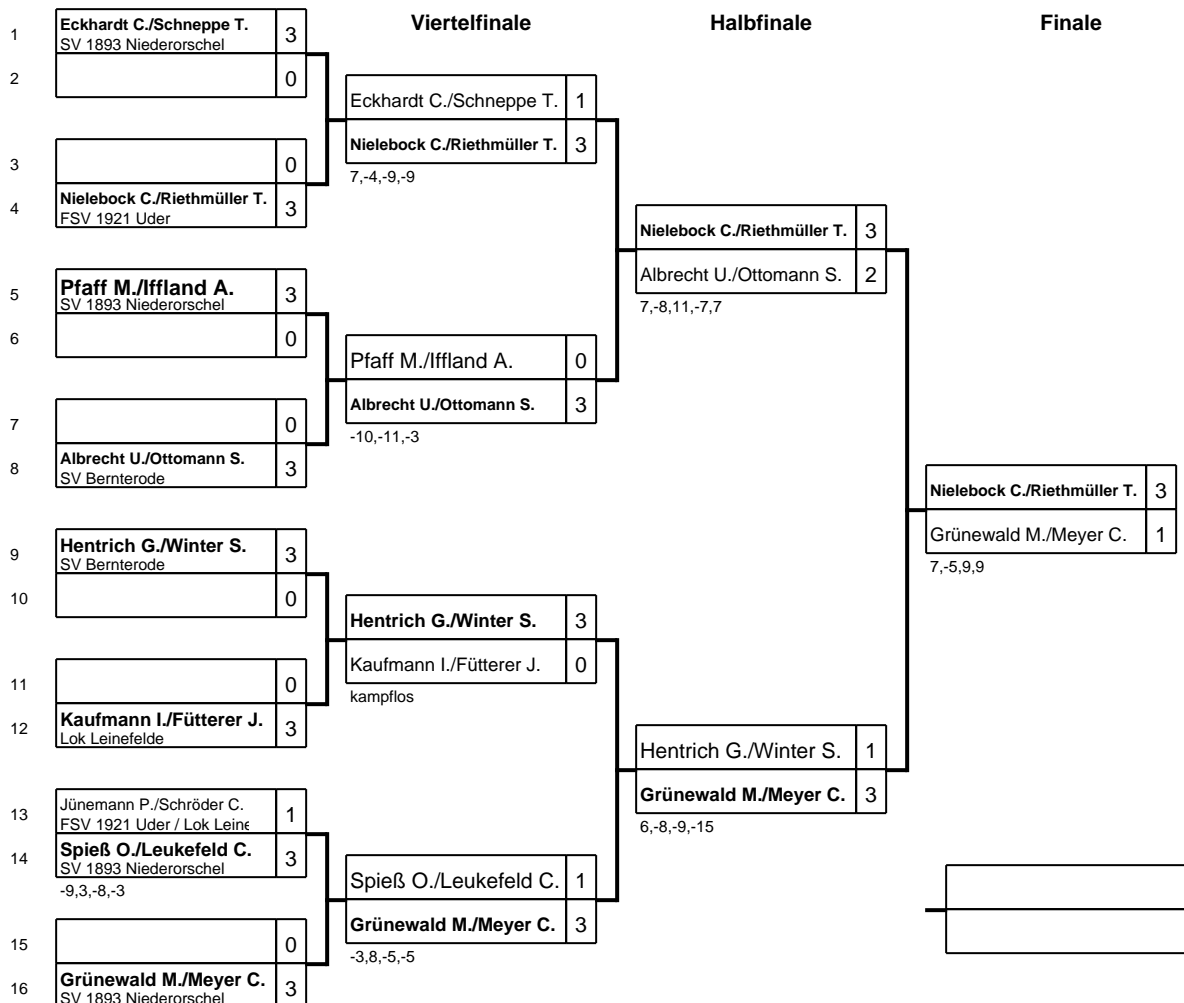 Viertelfinale
Halbfinale
Finale
1
Eckhardt C./Schneppe T.
SV 1893 Niederorschel
3
2
0
3
0
4
Nielebock C./Riethmüller T.
FSV 1921 Uder
3
5
Pfaff M./Iffland A.
SV 1893 Niederorschel
3
6
0
7
0
8
Albrecht U./Ottomann S.
SV Bernterode
3
9
Hentrich G./Winter S.
SV Bernterode
3
10
0
11
0
12
Kaufmann I./Fütterer J.
Lok Leinefelde
3
13
Jünemann P./Schröder C.
FSV 1921 Uder / Lok Leine
1
14
Spieß O./Leukefeld C.
SV 1893 Niederorschel
3
-9,3,-8,-3
15
0
16
Grünewald M./Meyer C.
SV 1893 Niederorschel
3
Eckhardt C./Schneppe T. 1
Nielebock C./Riethmüller T. 3
7,-4,-9,-9
Pfaff M./Iffland A. 0
Albrecht U./Ottomann S. 3
-10,-11,-3
Hentrich G./Winter S. 3
Kaufmann I./Fütterer J. 0
kampflos
Spieß O./Leukefeld C. 1
Grünewald M./Meyer C. 3
-3,8,-5,-5
Nielebock C./Riethmüller T. 3
Albrecht U./Ottomann S. 2
7,-8,11,-7,7
Hentrich G./Winter S. 1
Grünewald M./Meyer C. 3
6,-8,-9,-15
Nielebock C./Riethmüller T. 3
Grünewald M./Meyer C. 1
7,-5,9,9